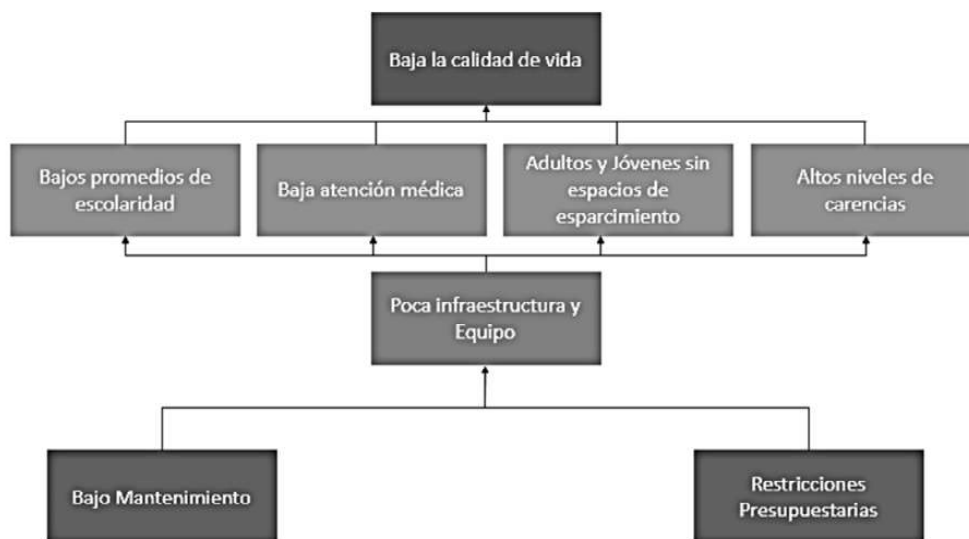 Baja la calidad de vida
Bajos promedios de
escolaridad
Baja atención médica
Adultos y Jóvenes sin
espacios de
esparcimiento
Altos niveles de
carencias
Poca infraestructura y
Equipo
Bajo Mantenimiento
Restricciones
Presupuestarias